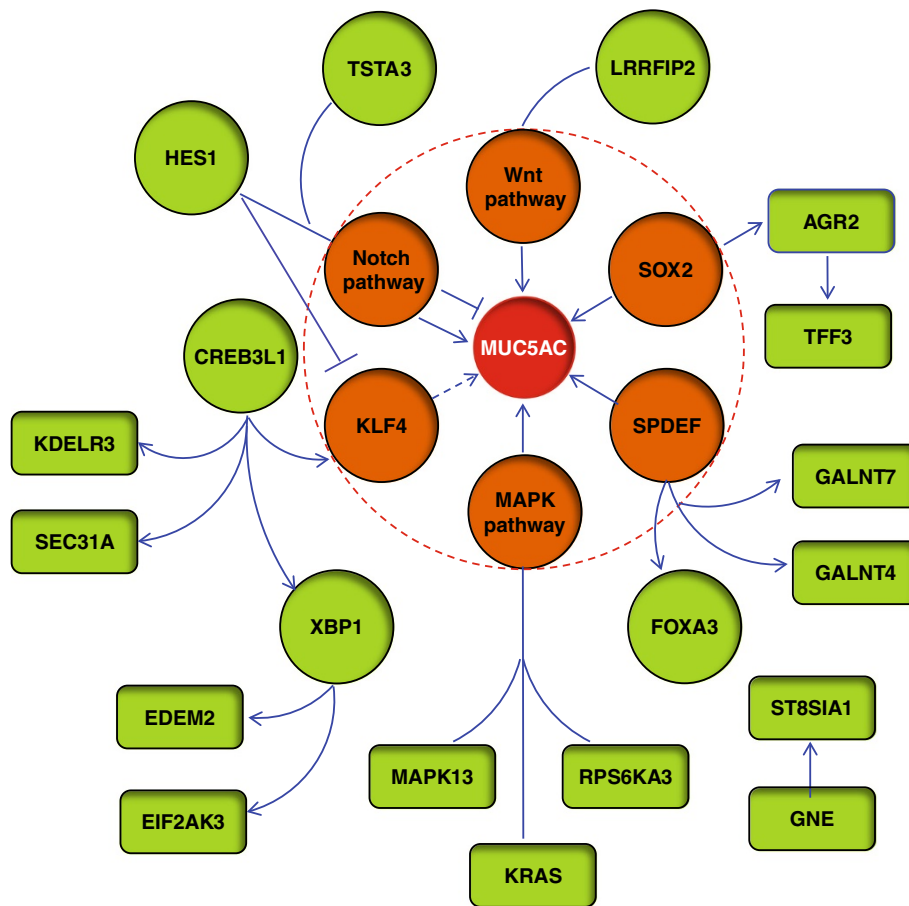 TSTA3
LRRFIP2
HES1
Wnt
pathway
AGR2
Notch
pathway
SOX2
TFF3
CREB3L1
MUC5AC
KDELR3
KLF4
SPDEF
GALNT7
MAPK
pathway
SEC31A
GALNT4
XBP1
FOXA3
EDEM2
ST8SIA1
MAPK13
RPS6KA3
EIF2AK3
GNE
KRAS